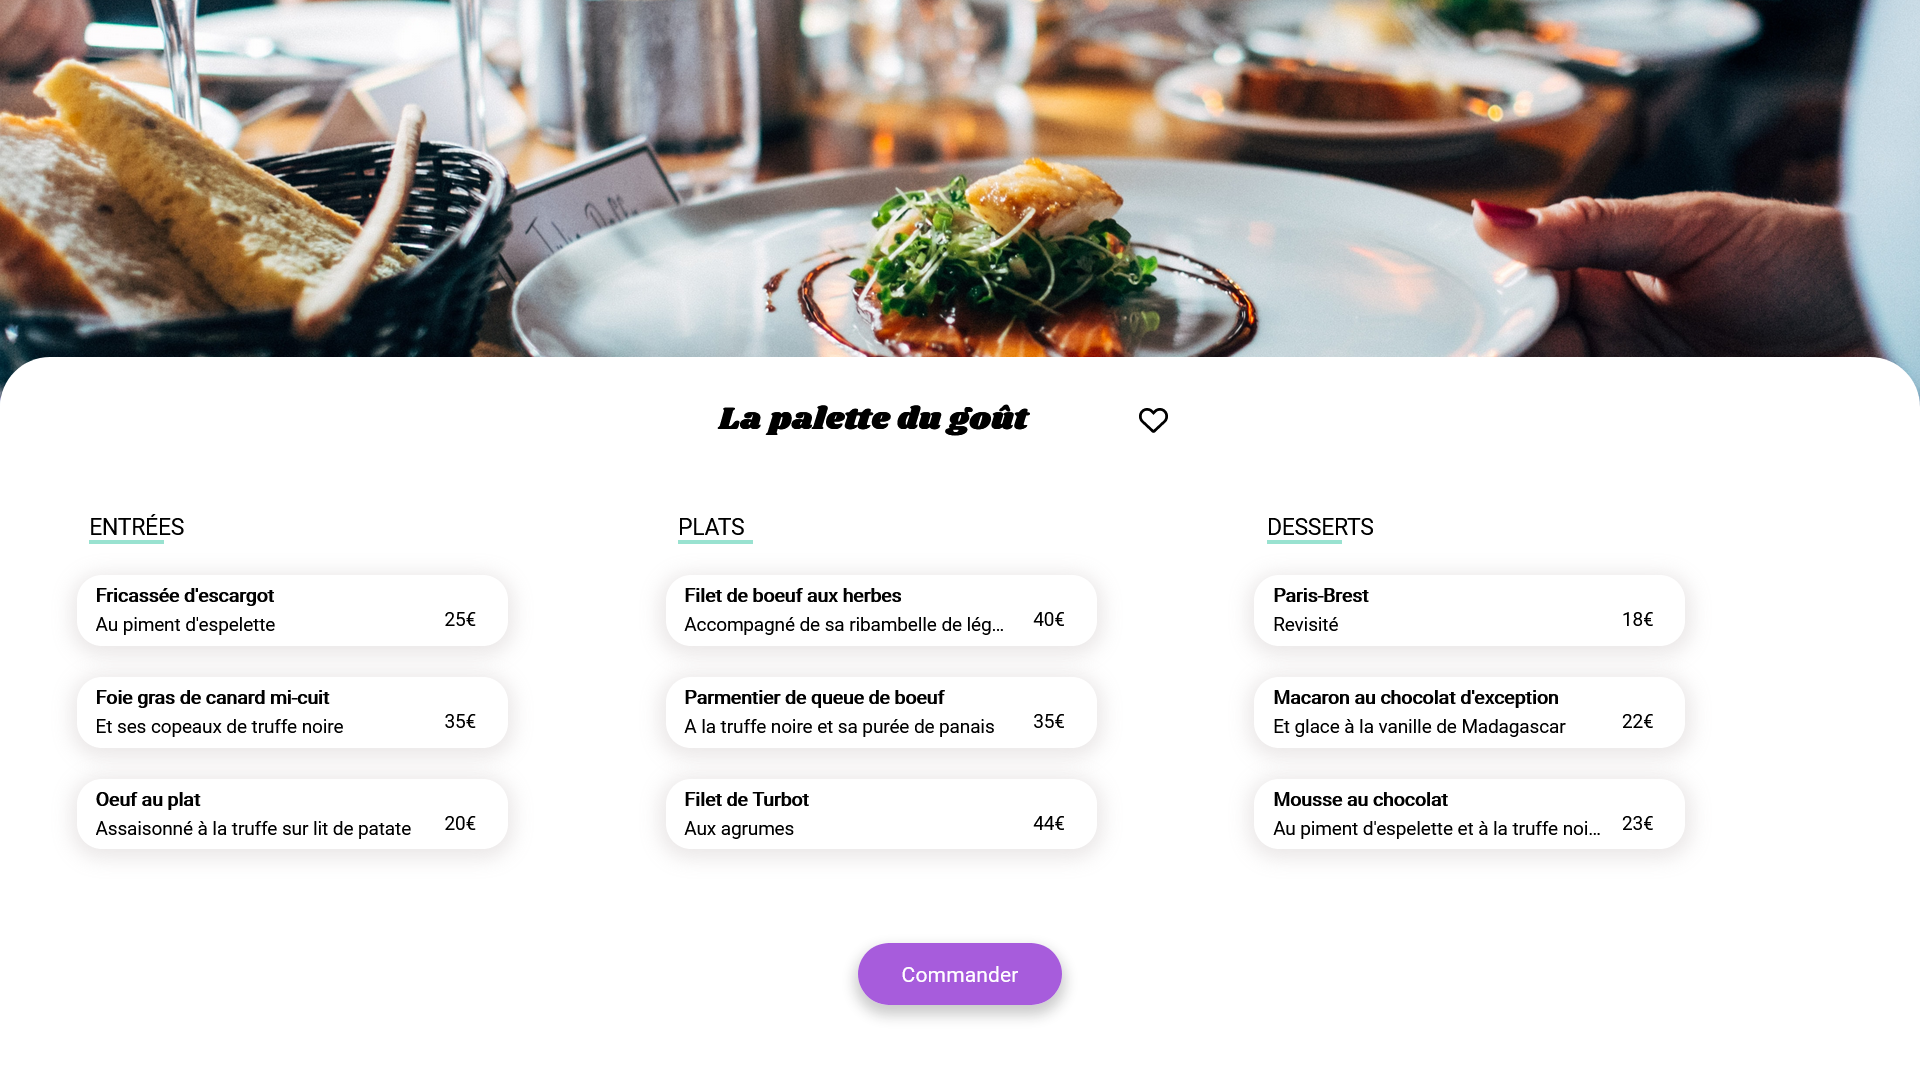 La palette du goût
ENTRÉES
Fricassée d'escargot
Au piment d'espelette
25€
Foie gras de canard mi-cuit
Et ses copeaux de truffe noire
35€
Oeuf au plat
Assaisonné à la truffe sur lit de patate
20€
PLATS
Filet de boeuf aux herbes
Accompagné de sa ribambelle de lég...
40€
Parmentier de queue de boeuf
A la truffe noire et sa purée de panais
35€
Filet de Turbot
Aux agrumes
44€
DESSERTS
Paris-Brest
Revisité
18€
Macaron au chocolat d'exception
Et glace à la vanille de Madagascar
22€
Mousse au chocolat
Au piment d'espelette et à la truffe noi...
23€
Commander